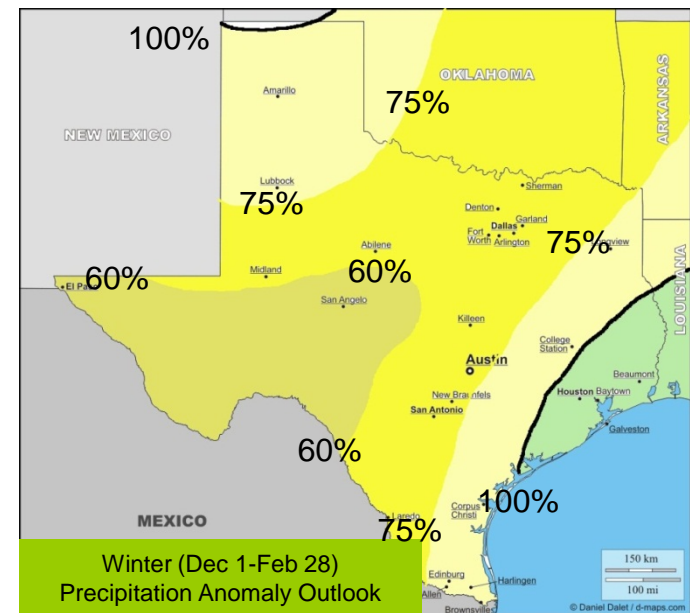 100%
OKLAHOMA
ARKANSAS
Amarillo
75%
NEW MEXICO
Lubbock
75%
Sherman
Denton
Garland
Dallas
Fort
Worth
Arlington
75%
Longview
Abilene
60%
Midland
60%
El Paso
San Angelo
LOUISIANA
Killeen
College
Station
Austin
Beaumont
New Braunfels
Houston
Baytown
San Antonio
Galveston
60%
Corpus
Christi
100%
MEXICO
Laredo
75%
Winter (Dec 1-Feb 28)
Precipitation Anomaly Outlook
Edinburg
Allen
Harlingen
Brownsville
150 km
100 mi
© Daniel Dalet / d-maps.com